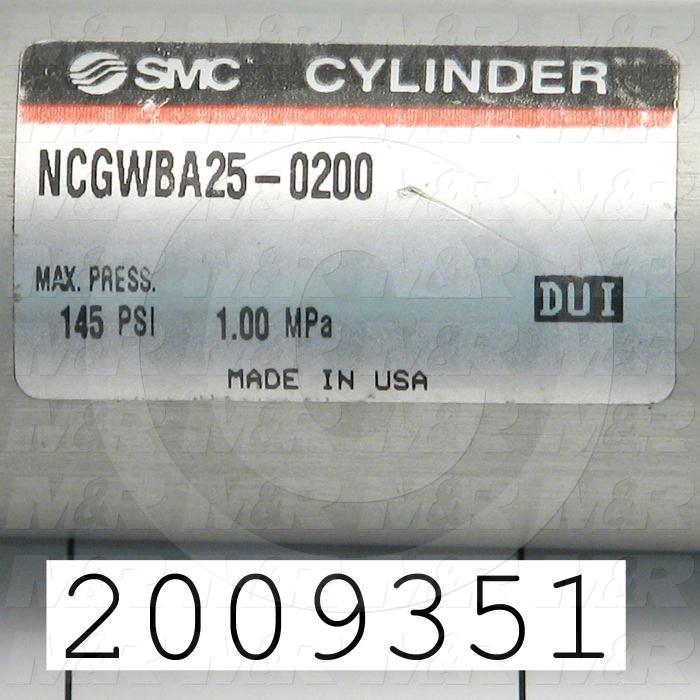 SMC CYLINDER
NCGWBA25-0200
MAX. PRESS.
145 PSI 1.00 MPa
DUI
MADE IN USA
2009351
M&R